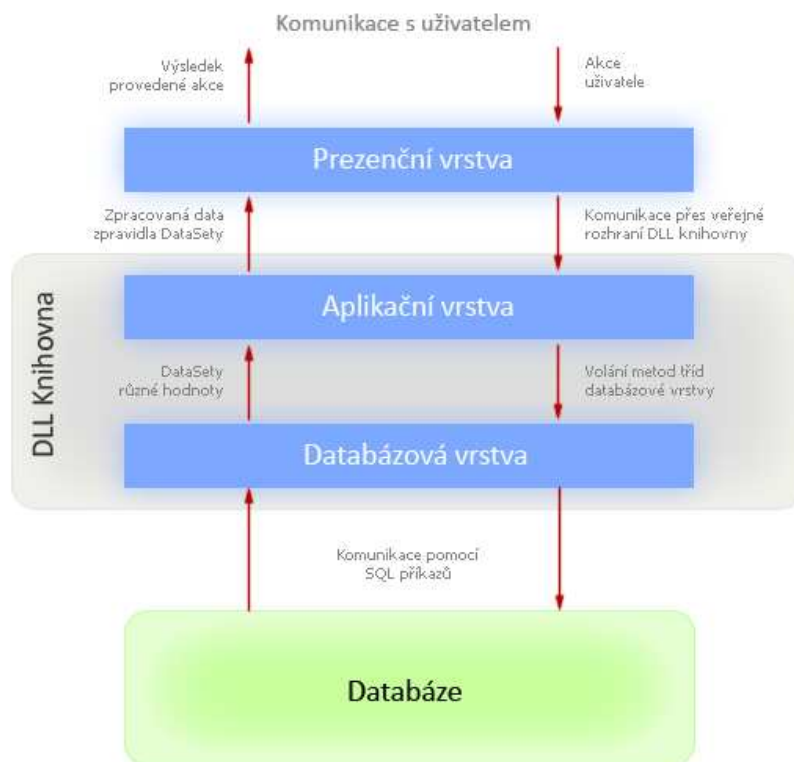 Komunikace s uživatelem
Výsledek
provedené akce
Akce
uživatele
Prezenční vrstva
Zpracovaná data
zpravidla DataSety
Komunikace přes veřejné
rozhraní DLL knihovny
DLL Knihovna
Aplikační vrstva
DataSety
různé hodnoty
Volání metod tříd
databázové vrstvy
Databázová vrstva
Komunikace pomocí
SQL příkazů
Databáze